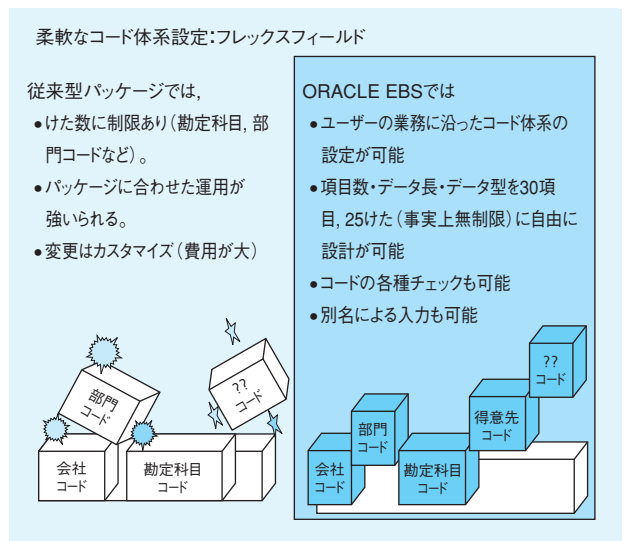 柔軟なコード体系設定：フレックスフィールド
従来型パッケージでは,
●けた数に制限あり（勘定科目, 部
門コードなど）。
●パッケージに合わせた運用が
強いられる。
●変更はカスタマイズ（費用が大）
部門
コード
??
コード
会社
コード
勘定科目
コード
ORACLE EBSでは
●ユーザーの業務に沿ったコード体系の
設定が可能
●項目数・データ長・データ型を30項
目, 25けた（事実上無制限）に自由に
設計が可能
●コードの各種チェックも可能
●別名による入力も可能
??
コード
得意先
コード
部門
コード
会社
コード
勘定科目
コード